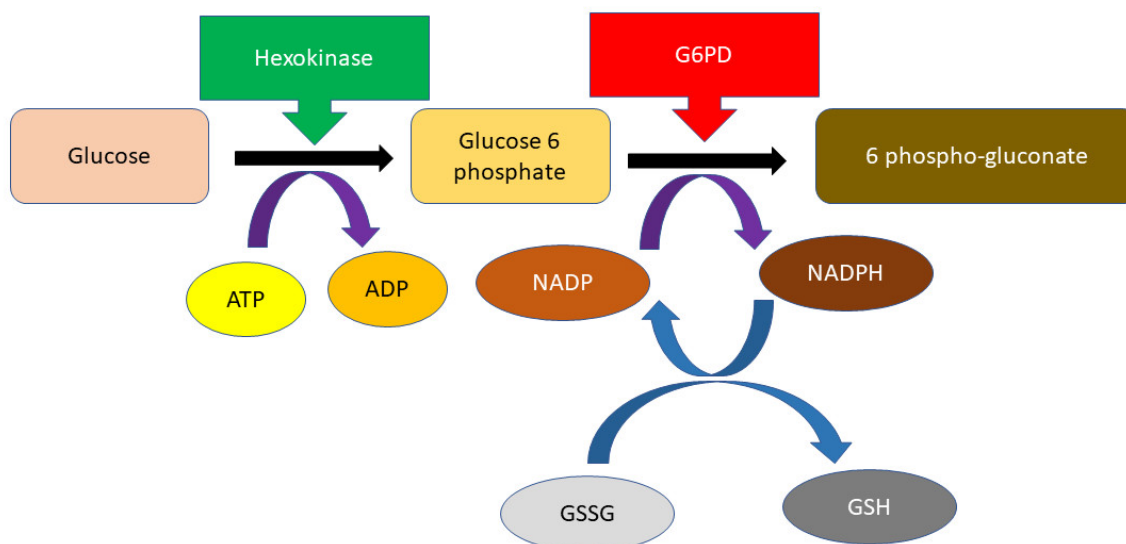 Hexokinase
G6PD
Glucose
Glucose 6
phosphate
6 phospho-gluconate
ATP
ADP
NADP
NADPH
GSSG
GSH